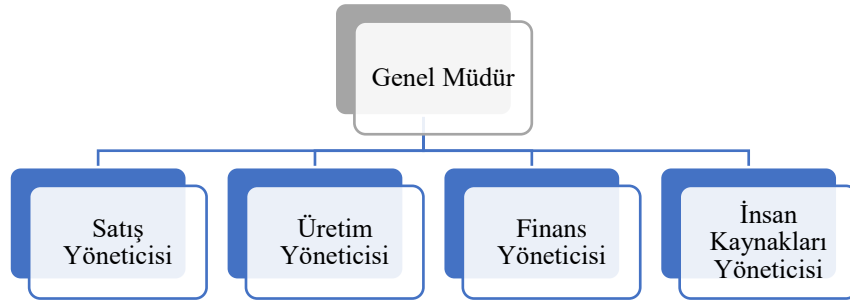 Genel Müdür
Satış
Yöneticisi
Üretim
Yöneticisi
Finans
Yöneticisi
İnsan
Kaynakları
Yöneticisi